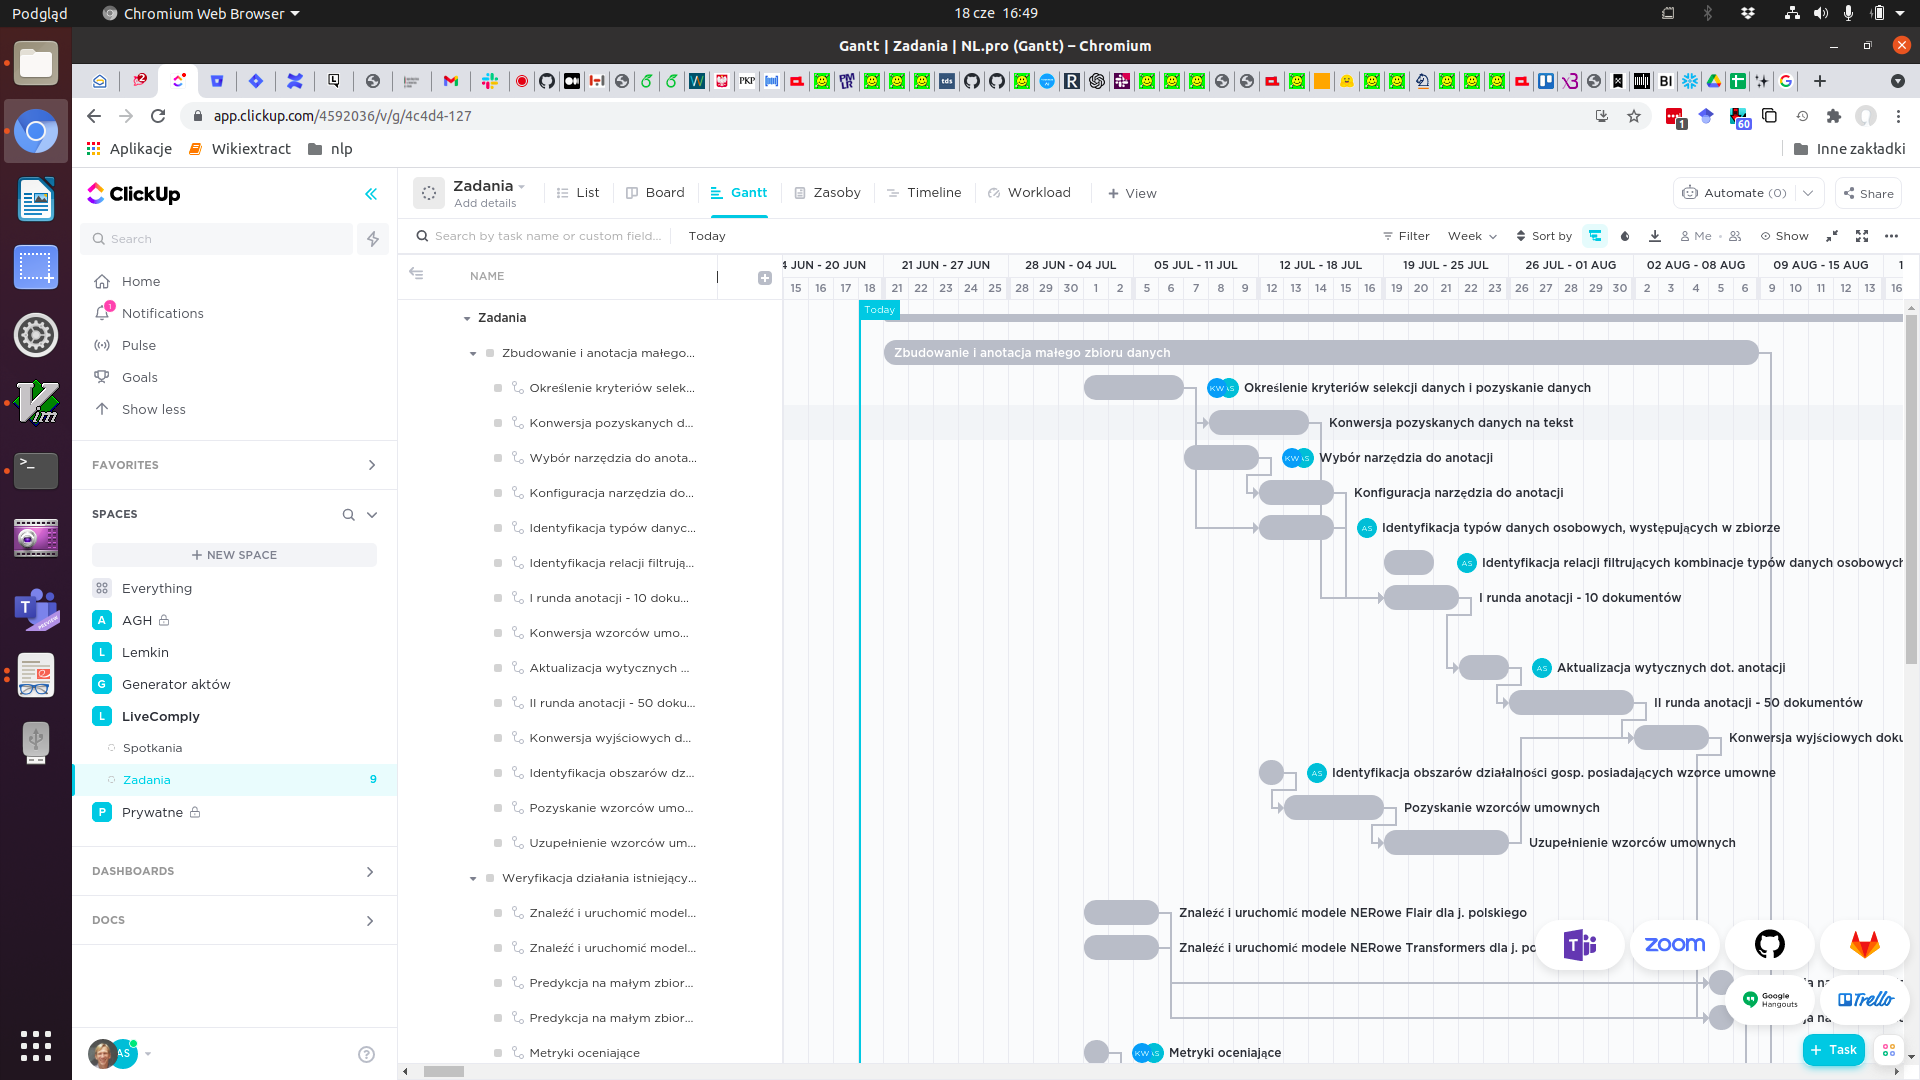 Podgląd
Chromium Web Browser
18 cze 16:49
Gantt | Zadania | NL.pro (Gantt) – Chromium
app.clickup.com/4592036/v/g/4c4d4-127
1
60
Aplikacje
Wikiextract
nlp
Inne zakładki
ClickUp
Search
Home
Notifications
1
Pulse
Goals
Show less
FAVORITES
SPACES
+ NEW SPACE
Everything
A AGH
L Lemkin
G Generator aktów
L LiveComply
Spotkania
Zadania 9
P Prywatne
DASHBOARDS
DOCS
AS
Zadania
Add details
List
Board
Gantt
Zasoby
Timeline
Workload
+ View
Automate (0)
Share
Search by task name or custom field...
Today
Filter
Week
Sort by
Me
Show
NAME
4 JUN - 20 JUN 21 JUN - 27 JUN 28 JUN - 04 JUL 05 JUL - 11 JUL 12 JUL - 18 JUL 19 JUL - 25 JUL 26 JUL - 01 AUG 02 AUG - 08 AUG 09 AUG - 15 AUG 1
15 16 17 18 21 22 23 24 25 28 29 30 1 2 5 6 7 8 9 12 13 14 15 16 19 20 21 22 23 26 27 28 29 30 2 3 4 5 6 9 10 11 12 13 16
Today
Zadania
Zbudowanie i anotacja małego...
Zbudowanie i anotacja małego zbioru danych
Określenie kryteriów selek...
KW AS Określenie kryteriów selekcji danych i pozyskanie danych
Konwersja pozyskanych d...
Konwersja pozyskanych danych na tekst
Wybór narzędzia do anota...
KW AS Wybór narzędzia do anotacji
Konfiguracja narzędzia do...
Konfiguracja narzędzia do anotacji
Identyfikacja typów danyc...
AS Identyfikacja typów danych osobowych, występujących w zbiorze
Identyfikacja relacji filtrują...
AS Identyfikacja relacji filtrujących kombinacje typów danych osobowych
I runda anotacji - 10 doku...
I runda anotacji - 10 dokumentów
Konwersja wzorców umo...
Aktualizacja wytycznych ...
AS Aktualizacja wytycznych dot. anotacji
II runda anotacji - 50 doku...
II runda anotacji - 50 dokumentów
Konwersja wyjściowych d...
Konwersja wyjściowych doku
Identyfikacja obszarów dz...
AS Identyfikacja obszarów działalności gosp. posiadających wzorce umowne
Pozyskanie wzorców umo...
Pozyskanie wzorców umownych
Uzupełnienie wzorców um...
Uzupełnienie wzorców umownych
Weryfikacja działania istniejący...
Znaleźć i uruchomić model...
Znaleźć i uruchomić modele NERowe Flair dla j. polskiego
Znaleźć i uruchomić model...
Znaleźć i uruchomić modele NERowe Transformers dla j. po
Predykcja na małym zbior...
Predykcja na małym zbior...
Metryki oceniające
KW AS Metryki oceniające
zoom
Google Hangouts
Trello
+ Task